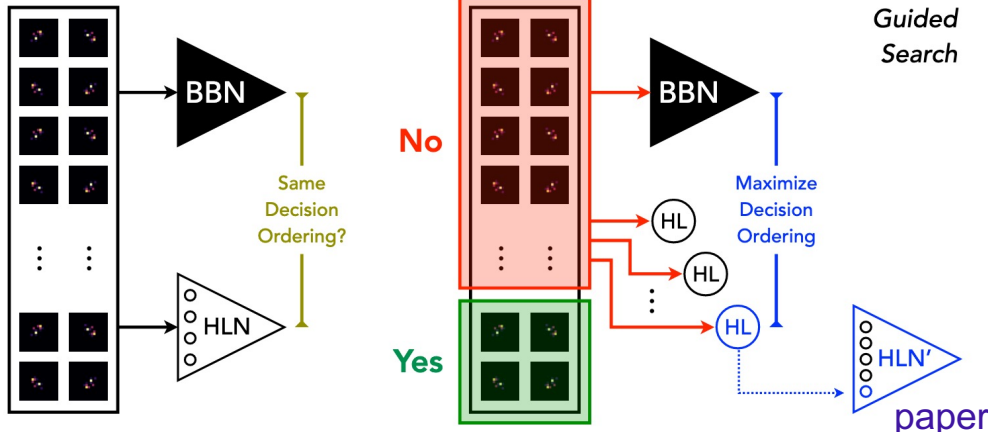 Guided
Search
BBN
Same
Decision
Ordering?
HLN
No
Yes
BBN
HL
HL
HL
Maximize
Decision
Ordering
HLN’
paper